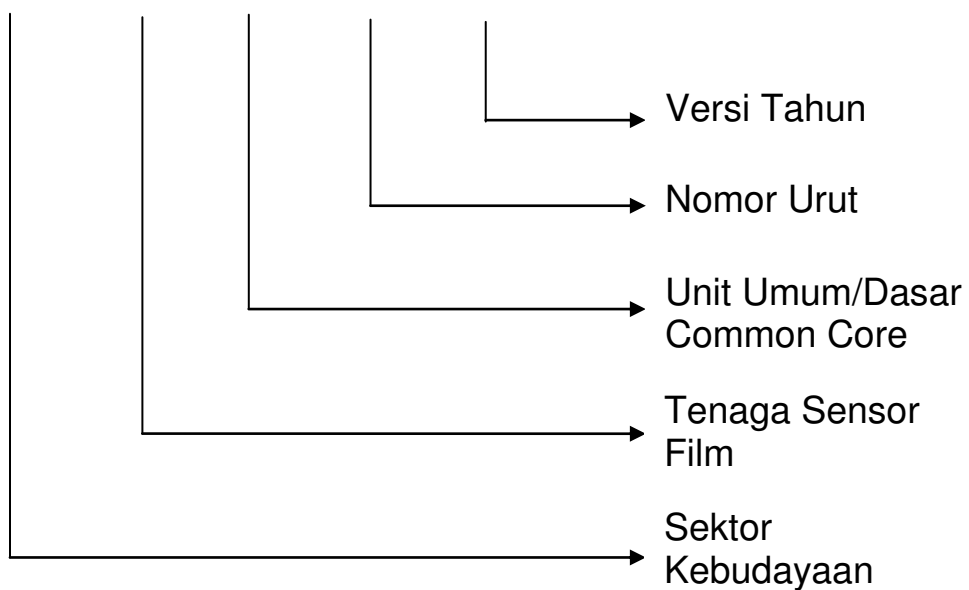 Versi Tahun
Nomor Urut
Unit Umum/Dasar
Common Core
Tenaga Sensor
Film
Sektor
Kebudayaan